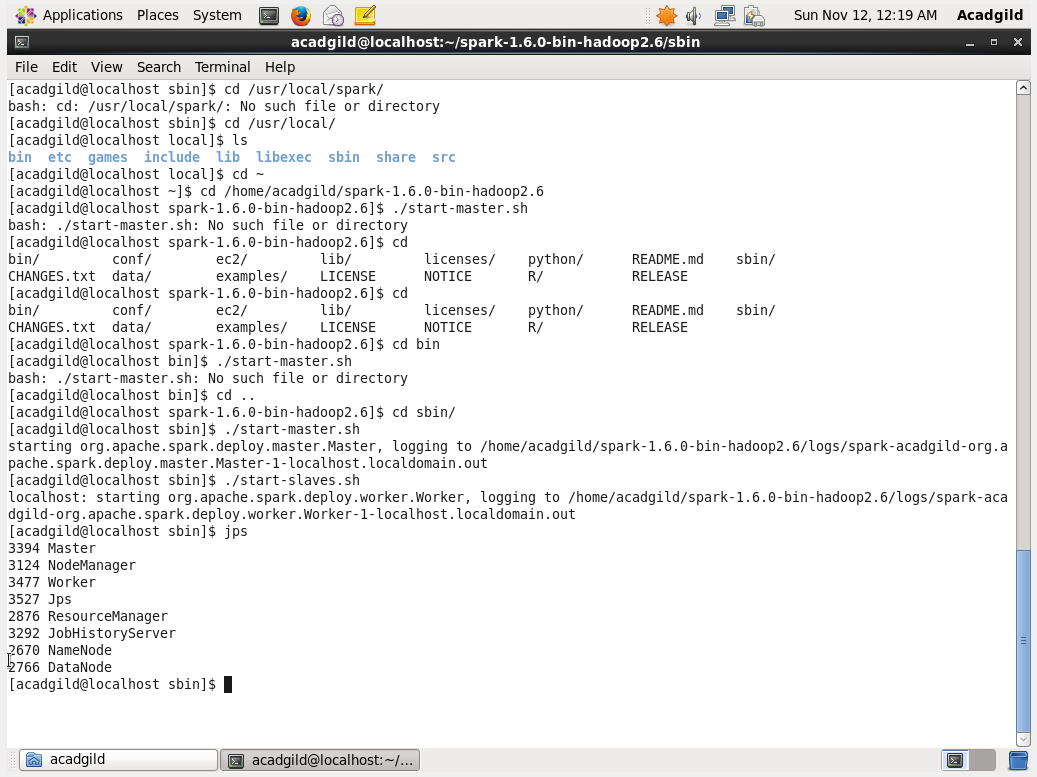 Applications Places System Sun Nov 12, 12:19 AM Acadgild
acadgild@localhost:~/spark-1.6.0-bin-hadoop2.6/sbin
File Edit View Search Terminal Help
[acadgild@localhost sbin]$ cd /usr/local/spark/
bash: cd: /usr/local/spark/: No such file or directory
[acadgild@localhost sbin]$ cd /usr/local/
[acadgild@localhost local]$ ls
bin  etc  games  include  lib  libexec  sbin  share  src
[acadgild@localhost local]$ cd ~
[acadgild@localhost ~]$ cd /home/acadgild/spark-1.6.0-bin-hadoop2.6
[acadgild@localhost spark-1.6.0-bin-hadoop2.6]$ ./start-master.sh
bash: ./start-master.sh: No such file or directory
[acadgild@localhost spark-1.6.0-bin-hadoop2.6]$ cd
bin/         conf/        ec2/         lib/         licenses/    python/      README.md    sbin/
CHANGES.txt  data/        examples/    LICENSE      NOTICE       R/           RELEASE
[acadgild@localhost spark-1.6.0-bin-hadoop2.6]$ cd
bin/         conf/        ec2/         lib/         licenses/    python/      README.md    sbin/
CHANGES.txt  data/        examples/    LICENSE      NOTICE       R/           RELEASE
[acadgild@localhost spark-1.6.0-bin-hadoop2.6]$ cd bin
[acadgild@localhost bin]$ ./start-master.sh
bash: ./start-master.sh: No such file or directory
[acadgild@localhost bin]$ cd ..
[acadgild@localhost spark-1.6.0-bin-hadoop2.6]$ cd sbin/
[acadgild@localhost sbin]$ ./start-master.sh
starting org.apache.spark.deploy.master.Master, logging to /home/acadgild/spark-1.6.0-bin-hadoop2.6/logs/spark-acadgild-org.a
pache.spark.deploy.master.Master-1-localhost.localdomain.out
[acadgild@localhost sbin]$ ./start-slaves.sh
localhost: starting org.apache.spark.deploy.worker.Worker, logging to /home/acadgild/spark-1.6.0-bin-hadoop2.6/logs/spark-aca
dgild-org.apache.spark.deploy.worker.Worker-1-localhost.localdomain.out
[acadgild@localhost sbin]$ jps
3394 Master
3124 NodeManager
3477 Worker
3527 Jps
2876 ResourceManager
3292 JobHistoryServer
2670 NameNode
2766 DataNode
[acadgild@localhost sbin]$
acadgild acadgild@localhost:~/...